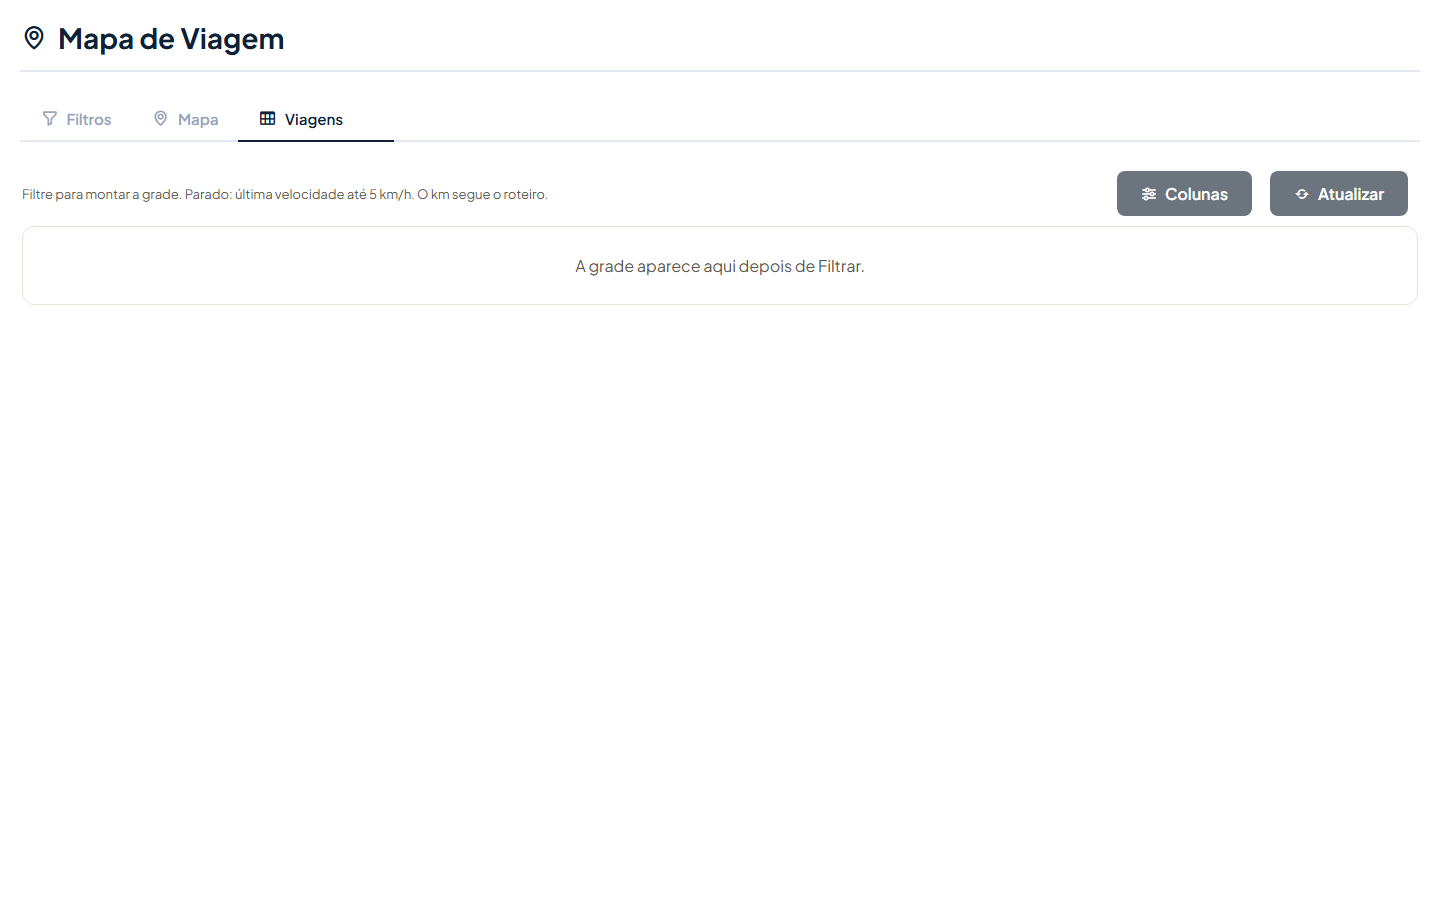 Mapa de Viagem
Filtros
Mapa
Viagens
Filtre para montar a grade. Parado: última velocidade até 5 km/h. O km segue o roteiro.
Colunas
Atualizar
A grade aparece aqui depois de Filtrar.